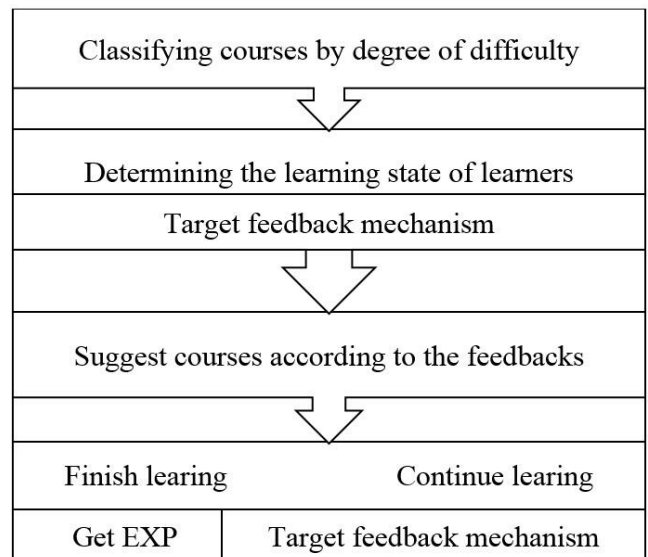 Classifying courses by degree of difficulty
Determining the learning state of learners
Target feedback mechanism
Suggest courses according to the feedbacks
Finish learing Continue learing
Get EXP Target feedback mechanism